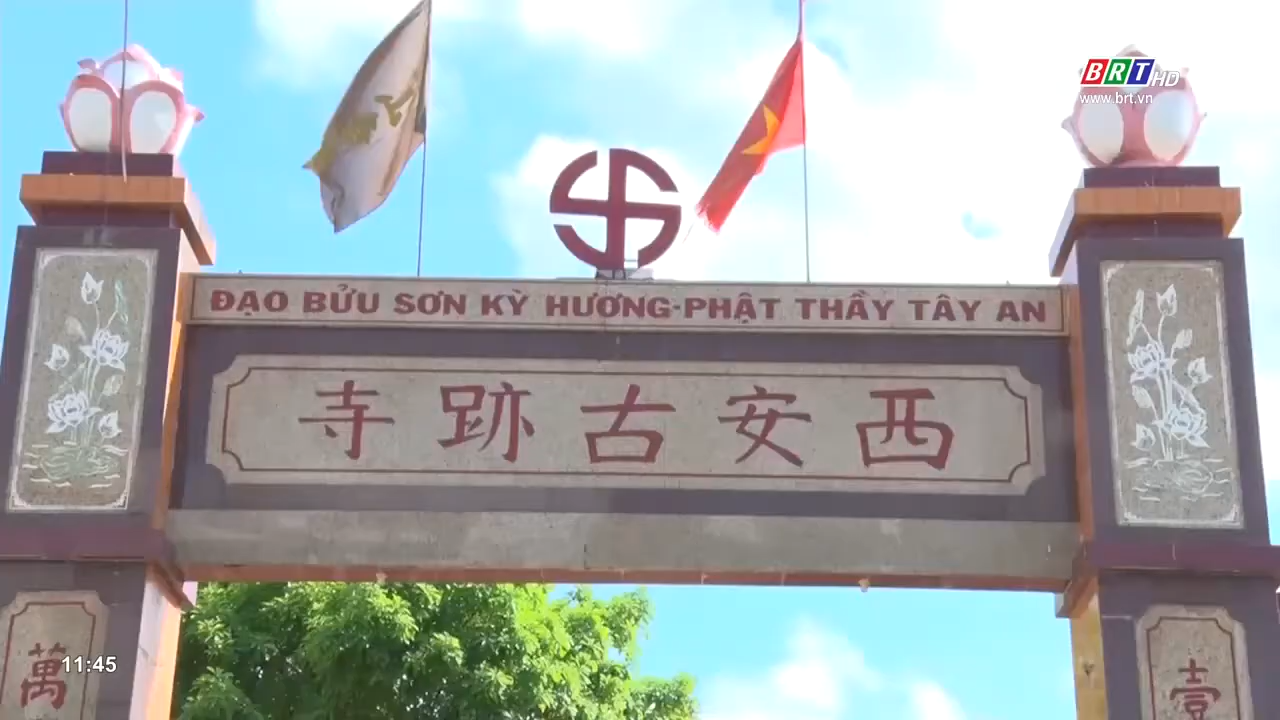 BRT HD
www.brt.vn
ĐẠO BỬU SƠN KỲ HƯƠNG-PHẬT THẦY TÂY AN
寺跡古安西
萬
壹
11:45